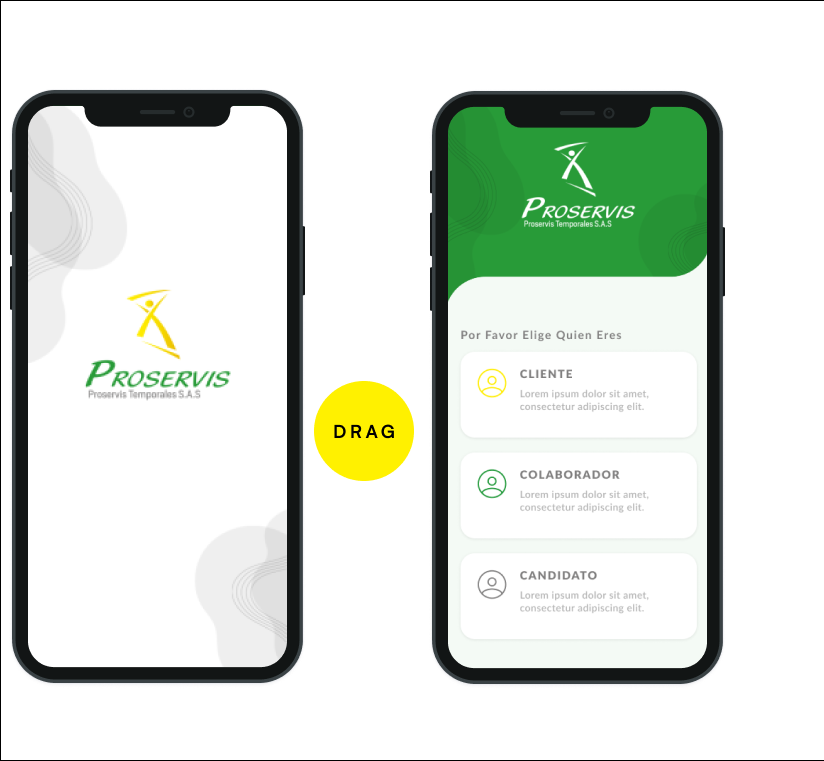 PROSERVIS
Proservis Temporales S.A.S
DRAG
PROSERVIS
Proservis Temporales S.A.S
Por Favor Elige Quien Eres
CLIENTE
Lorem ipsum dolor sit amet,
consectetur adipiscing elit.
COLABORADOR
Lorem ipsum dolor sit amet,
consectetur adipiscing elit.
CANDIDATO
Lorem ipsum dolor sit amet,
consectetur adipiscing elit.